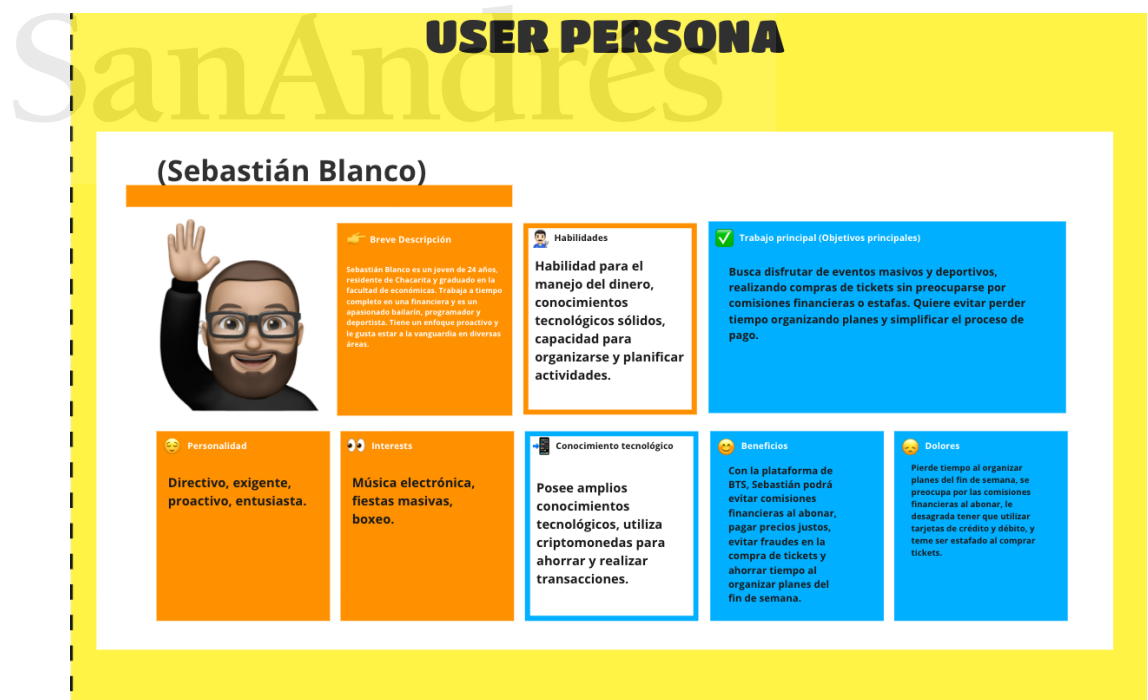 SanAndrés
USER PERSONA
(Sebastián Blanco)
Breve Descripción
Sebastián Blanco es un joven de 24 años,
residente de Chacarita y graduado en la
facultad de económicas. Trabaja a tiempo
completo en una financiera y es un
apasionado bailarín, programador y
deportista. Tiene un enfoque proactivo y
le gusta estar a la vanguardia en diversas
áreas.
Habilidades
Habilidad para el
manejo del dinero,
conocimientos
tecnológicos sólidos,
capacidad para
organizarse y planificar
actividades.
Trabajo principal (Objetivos principales)
Busca disfrutar de eventos masivos y deportivos,
realizando compras de tickets sin preocuparse por
comisiones financieras o estafas. Quiere evitar perder
tiempo organizando planes y simplificar el proceso de
pago.
Personalidad
Directivo, exigente,
proactivo, entusiasta.
Interests
Música electrónica,
fiestas masivas,
boxeo.
Conocimiento tecnológico
Posee amplios
conocimientos
tecnológicos, utiliza
criptomonedas para
ahorrar y realizar
transacciones.
Beneficios
Con la plataforma de
BTS, Sebastián podrá
evitar comisiones
financieras al abonar,
pagar precios justos,
evitar fraudes en la
compra de tickets y
ahorrar tiempo al
organizar planes del
fin de semana.
Dolores
Pierde tiempo al organizar
planes del fin de semana, se
preocupa por las comisiones
financieras al abonar, le
desagrada tener que utilizar
tarjetas de crédito y débito, y
teme ser estafado al comprar
tickets.